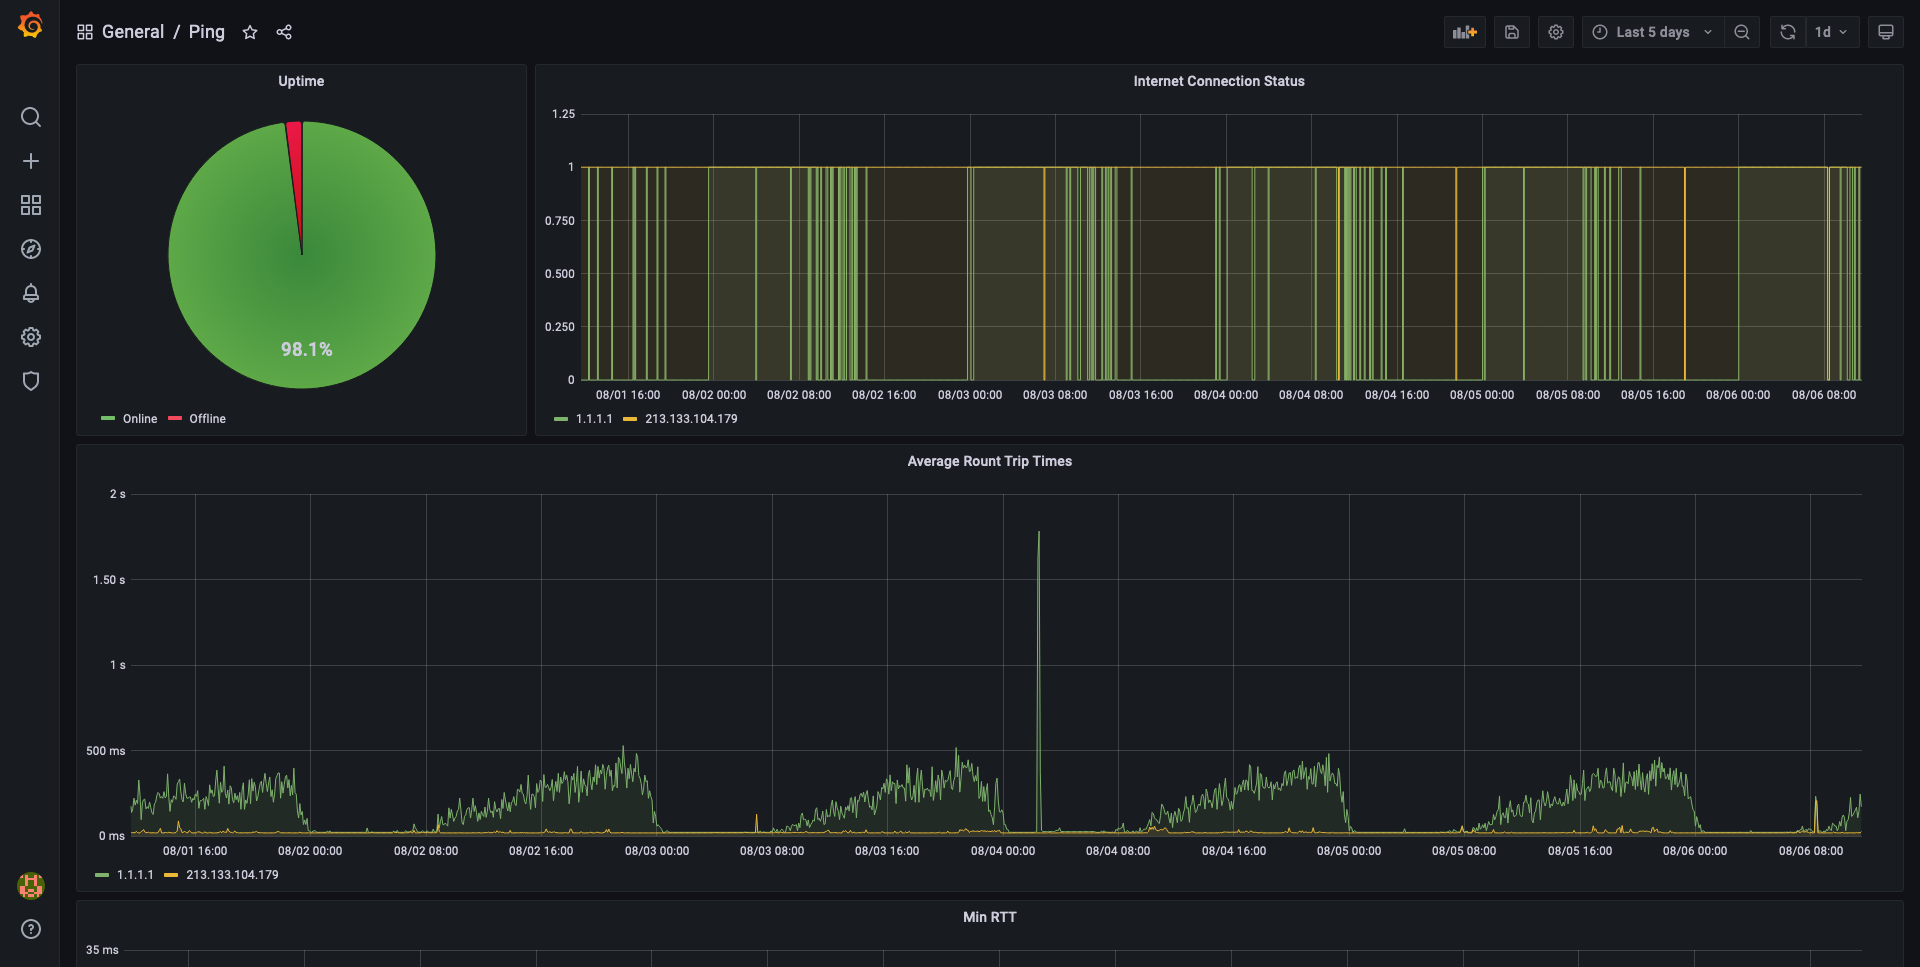 General / Ping
Last 5 days
1d
Uptime
98.1%
Online Offline
Internet Connection Status
1.25
1
0.750
0.500
0.250
0
08/01 16:00 08/02 00:00 08/02 08:00 08/02 16:00 08/03 00:00 08/03 08:00 08/03 16:00 08/04 00:00 08/04 08:00 08/04 16:00 08/05 00:00 08/05 08:00 08/05 16:00 08/06 00:00 08/06 08:00
1.1.1.1 213.133.104.179
Average Rount Trip Times
2 s
1.50 s
1 s
500 ms
0 ms
08/01 16:00 08/02 00:00 08/02 08:00 08/02 16:00 08/03 00:00 08/03 08:00 08/03 16:00 08/04 00:00 08/04 08:00 08/04 16:00 08/05 00:00 08/05 08:00 08/05 16:00 08/06 00:00 08/06 08:00
1.1.1.1 213.133.104.179
Min RTT
35 ms